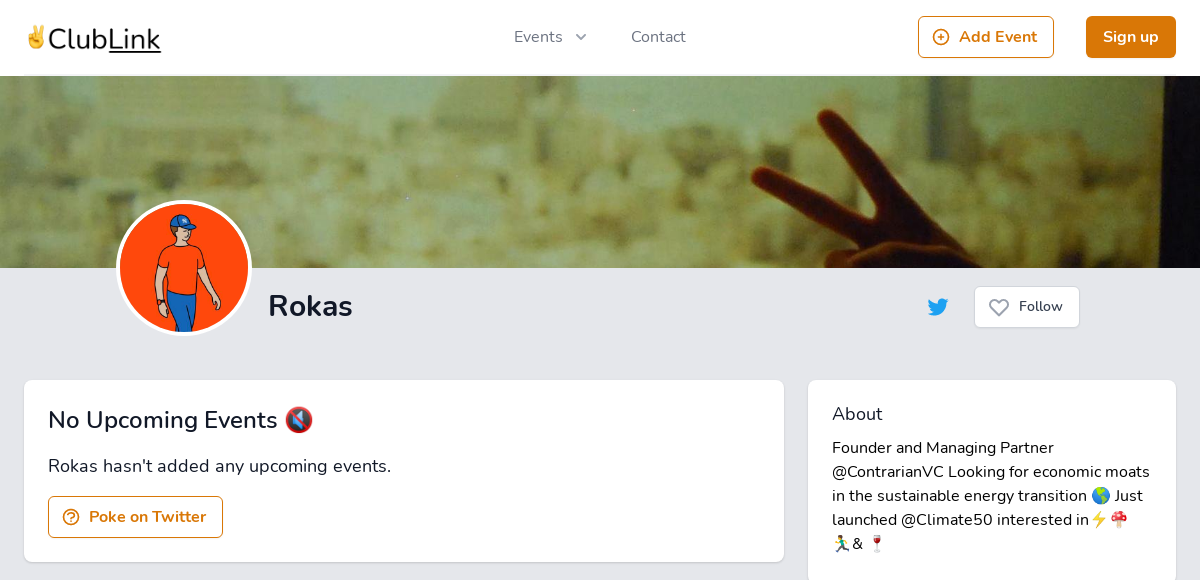 ✌️ClubLink
Events
Contact
Add Event
Sign up
Rokas
Follow
No Upcoming Events 🔇
Rokas hasn't added any upcoming events.
Poke on Twitter
About
Founder and Managing Partner
@ContrarianVC Looking for economic moats
in the sustainable energy transition 🌎 Just
launched @Climate50 interested in⚡🍄
🏃‍♂️& 🍷